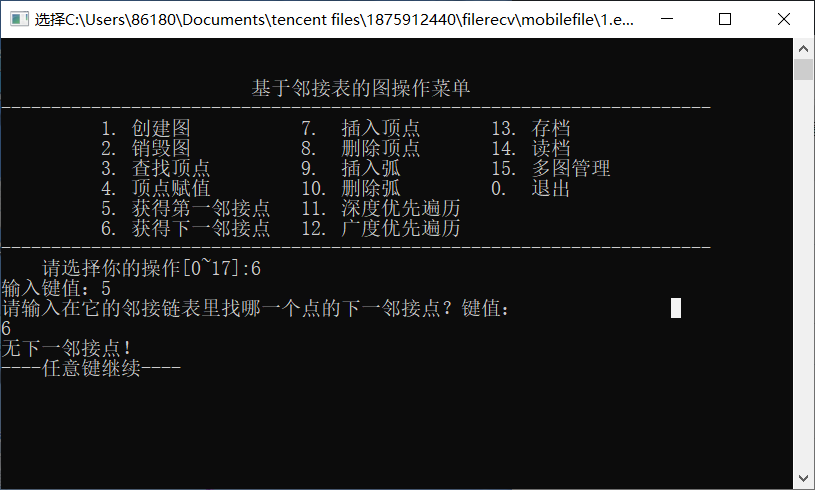 选择C:\Users\86180\Documents\tencent files\1875912440\filerecv\mobilefile\1.e...
基于邻接表的图操作菜单
-----------------------------------------------------------------------
1. 创建图 7. 插入顶点 13. 存档
2. 销毁图 8. 删除顶点 14. 读档
3. 查找顶点 9. 插入弧 15. 多图管理
4. 顶点赋值 10. 删除弧 0. 退出
5. 获得第一邻接点 11. 深度优先遍历
6. 获得下一邻接点 12. 广度优先遍历
-----------------------------------------------------------------------
请选择你的操作[0~17]:6
输入键值：5
请输入在它的邻接链表里找哪一个点的下一邻接点？键值：
6
无下一邻接点！
----任意键继续----